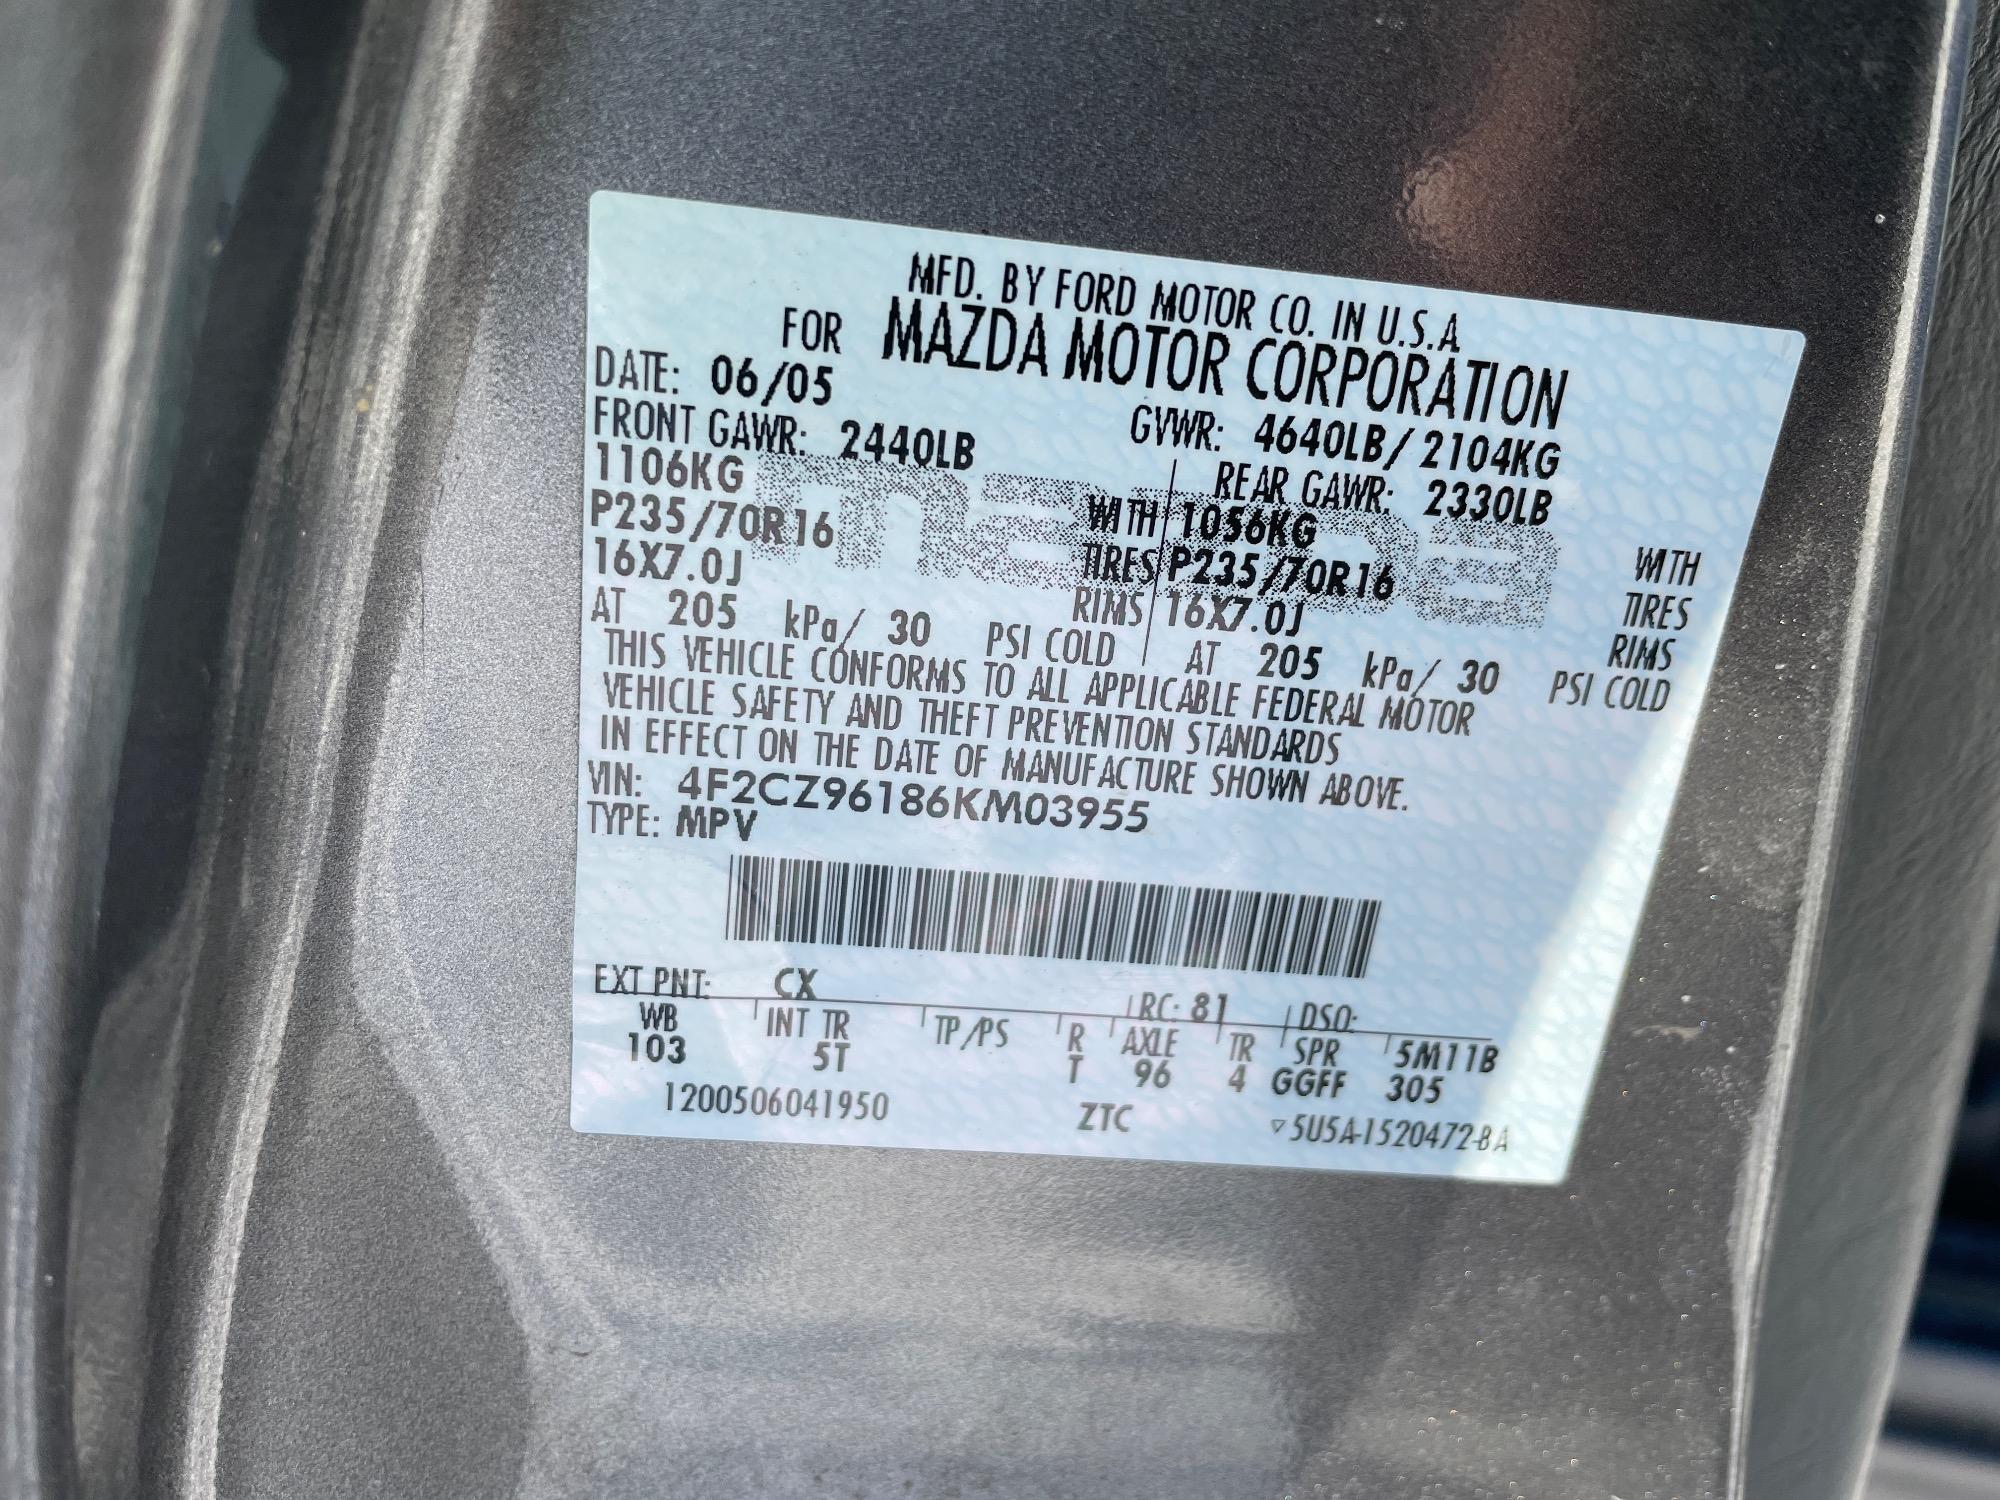 MFD. BY FORD MOTOR CO. IN U.S.A
FOR MAZDA MOTOR CORPORATION
DATE: 06/05 GVWR: 4640LB/2104KG
FRONT GAWR: 2440LB REAR GAWR: 2330LB
1106KG WITH 1056KG WITH
P235/70R16 TIRES P235/70R16 TIRES
16X7.0J RIMS 16X7.0J RIMS
AT 205 kPa/ 30 PSI COLD AT 205 kPa/ 30 PSI COLD
THIS VEHICLE CONFORMS TO ALL APPLICABLE FEDERAL MOTOR
VEHICLE SAFETY AND THEFT PREVENTION STANDARDS
IN EFFECT ON THE DATE OF MANUFACTURE SHOWN ABOVE.
VIN: 4F2CZ96186KM03955
TYPE: MPV
EXT PNT: CX RC: 81 DSO:
WB INT TR TP/PS R AXLE TR SPR 5M11B
103 5T T 96 4 GGFF 305
1200506041950 ZTC ▿5U5A-1520472-BA
mazda